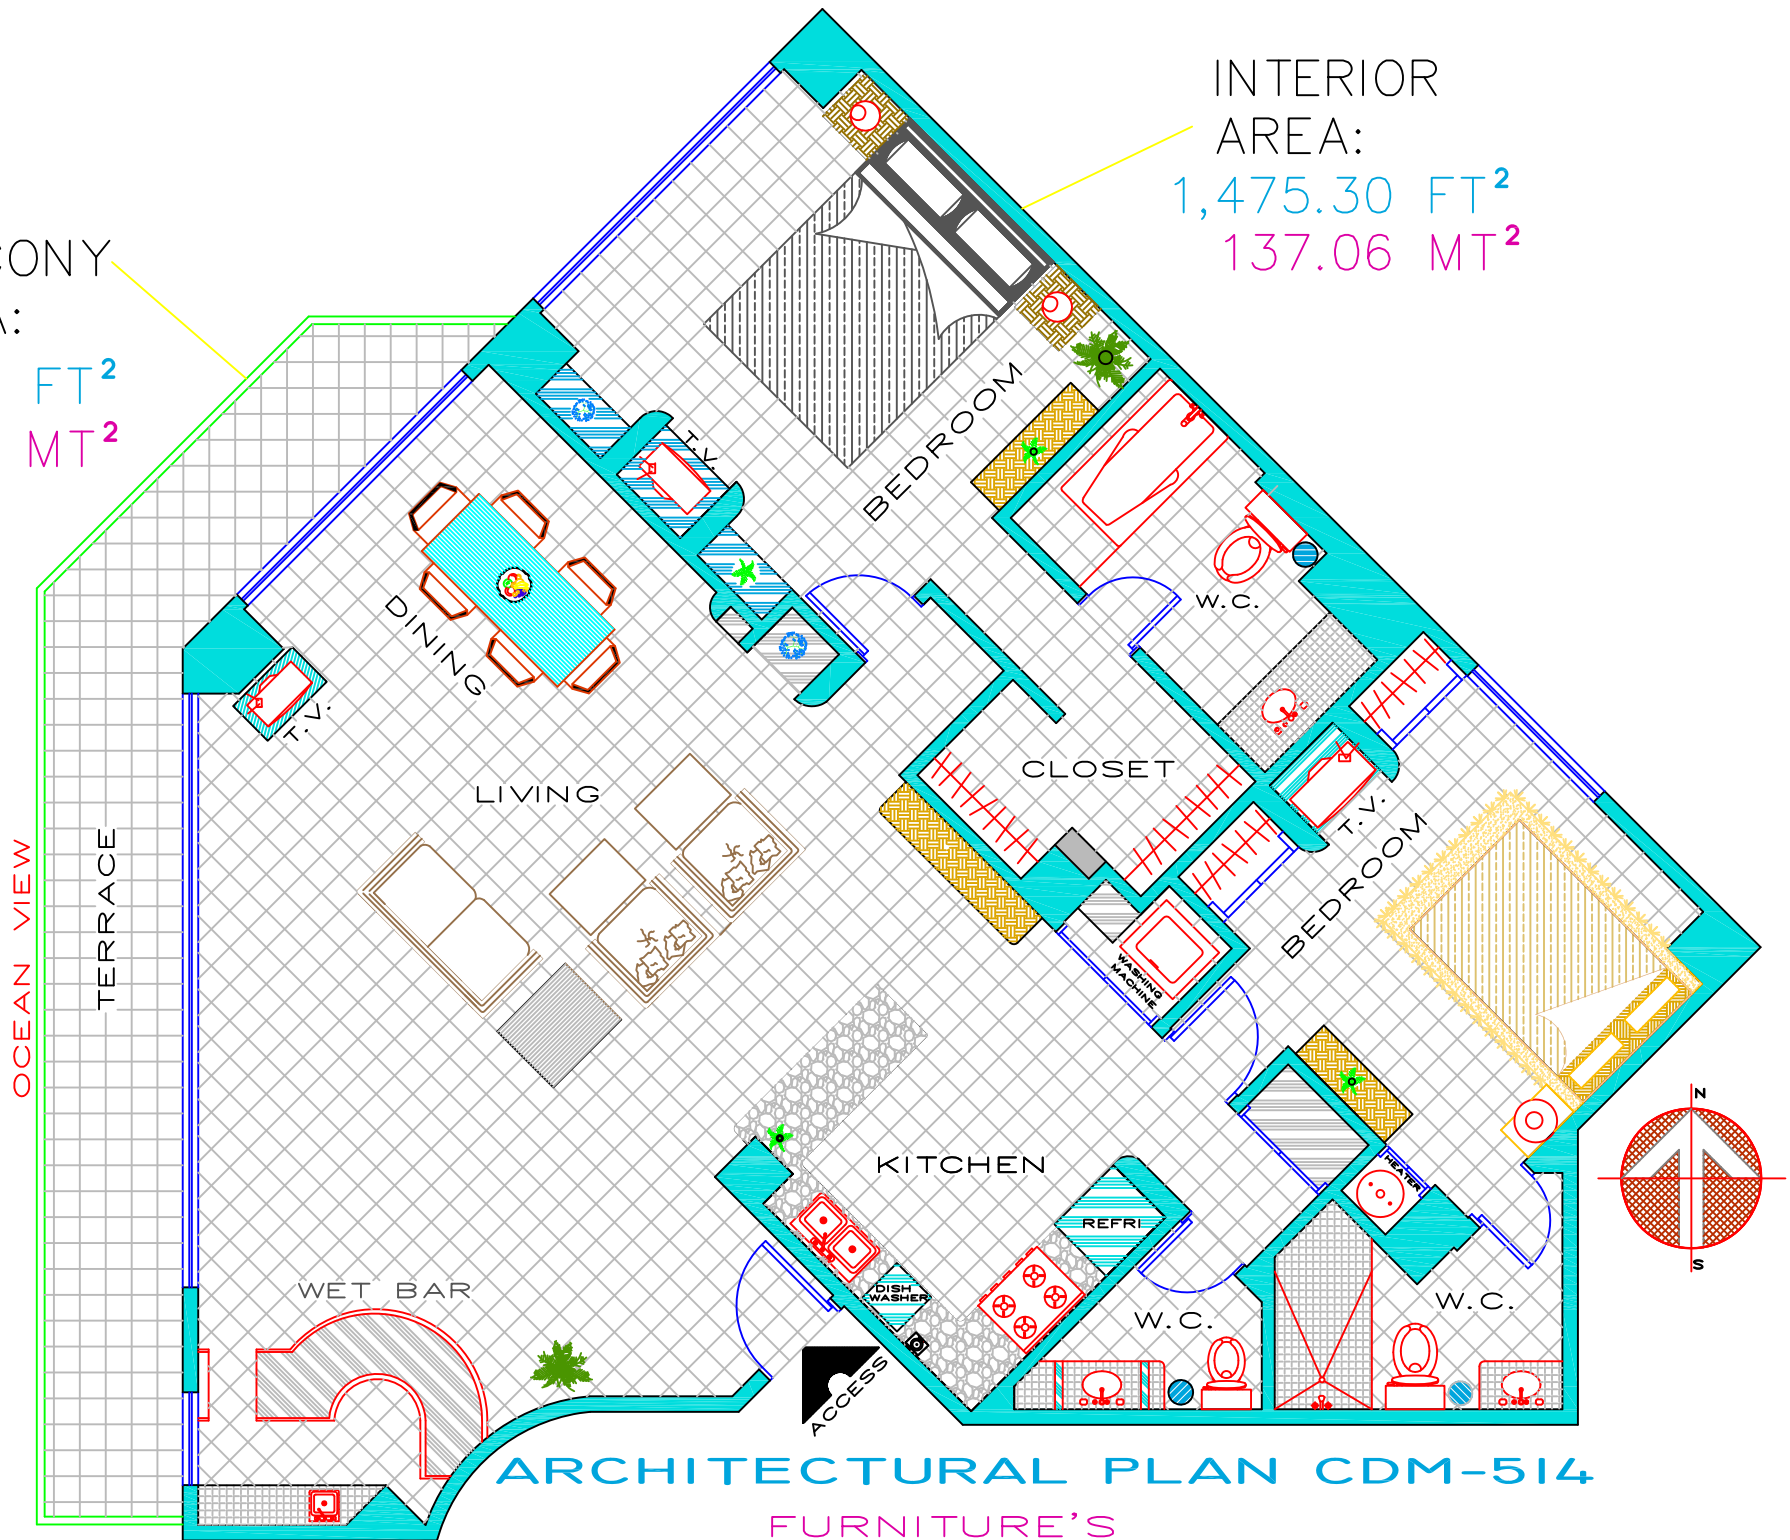 INTERIOR
AREA:
1,475.30 FT²
137.06 MT²
CONY
A:
FT²
MT²
T.V.
BEDROOM
DINING
W.C.
T.V.
LIVING
CLOSET
T.V.
BEDROOM
OCEAN VIEW
TERRACE
WASHING
MACHINE
N
S
KITCHEN
HEATER
REFRI
WET BAR
DISH
WASHER
W.C.
W.C.
ACCESS
ARCHITECTURAL PLAN CDM-514
FURNITURE'S